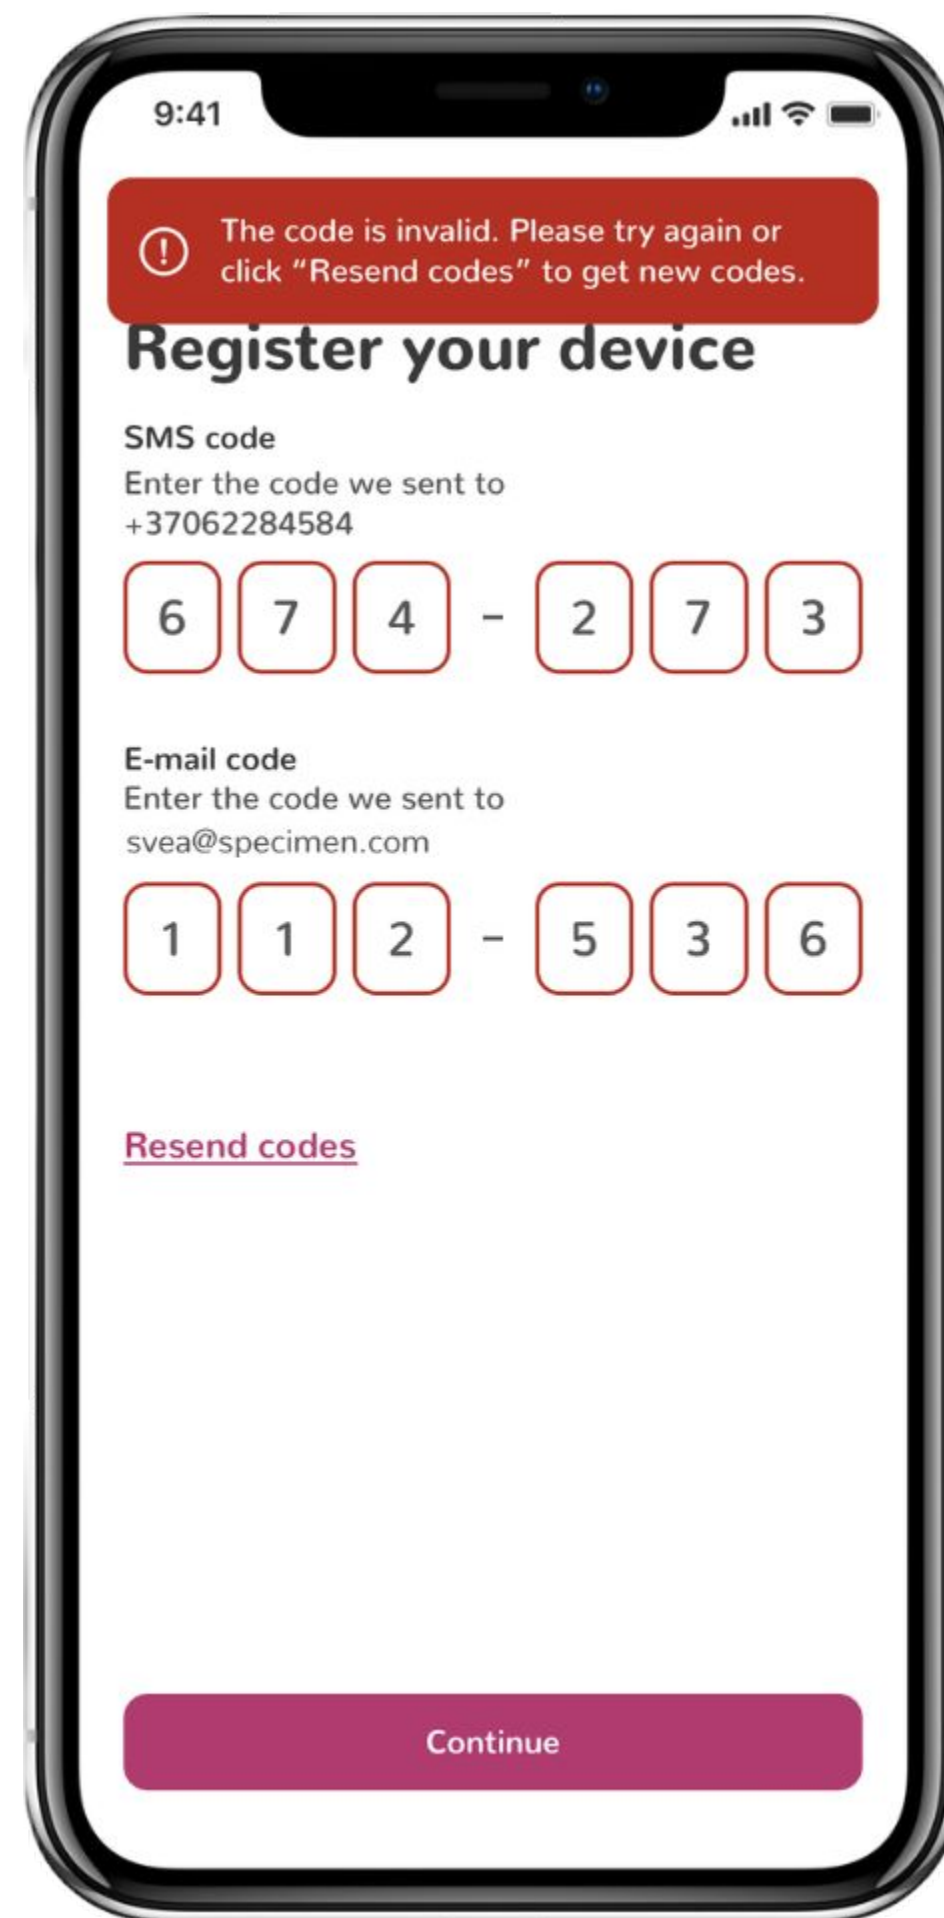 9:41
The code is invalid. Please try again or
click “Resend codes” to get new codes.
Register your device
SMS code
Enter the code we sent to
+37062284584
6 7 4 - 2 7 3
E-mail code
Enter the code we sent to
svea@specimen.com
1 1 2 - 5 3 6
Resend codes
Continue